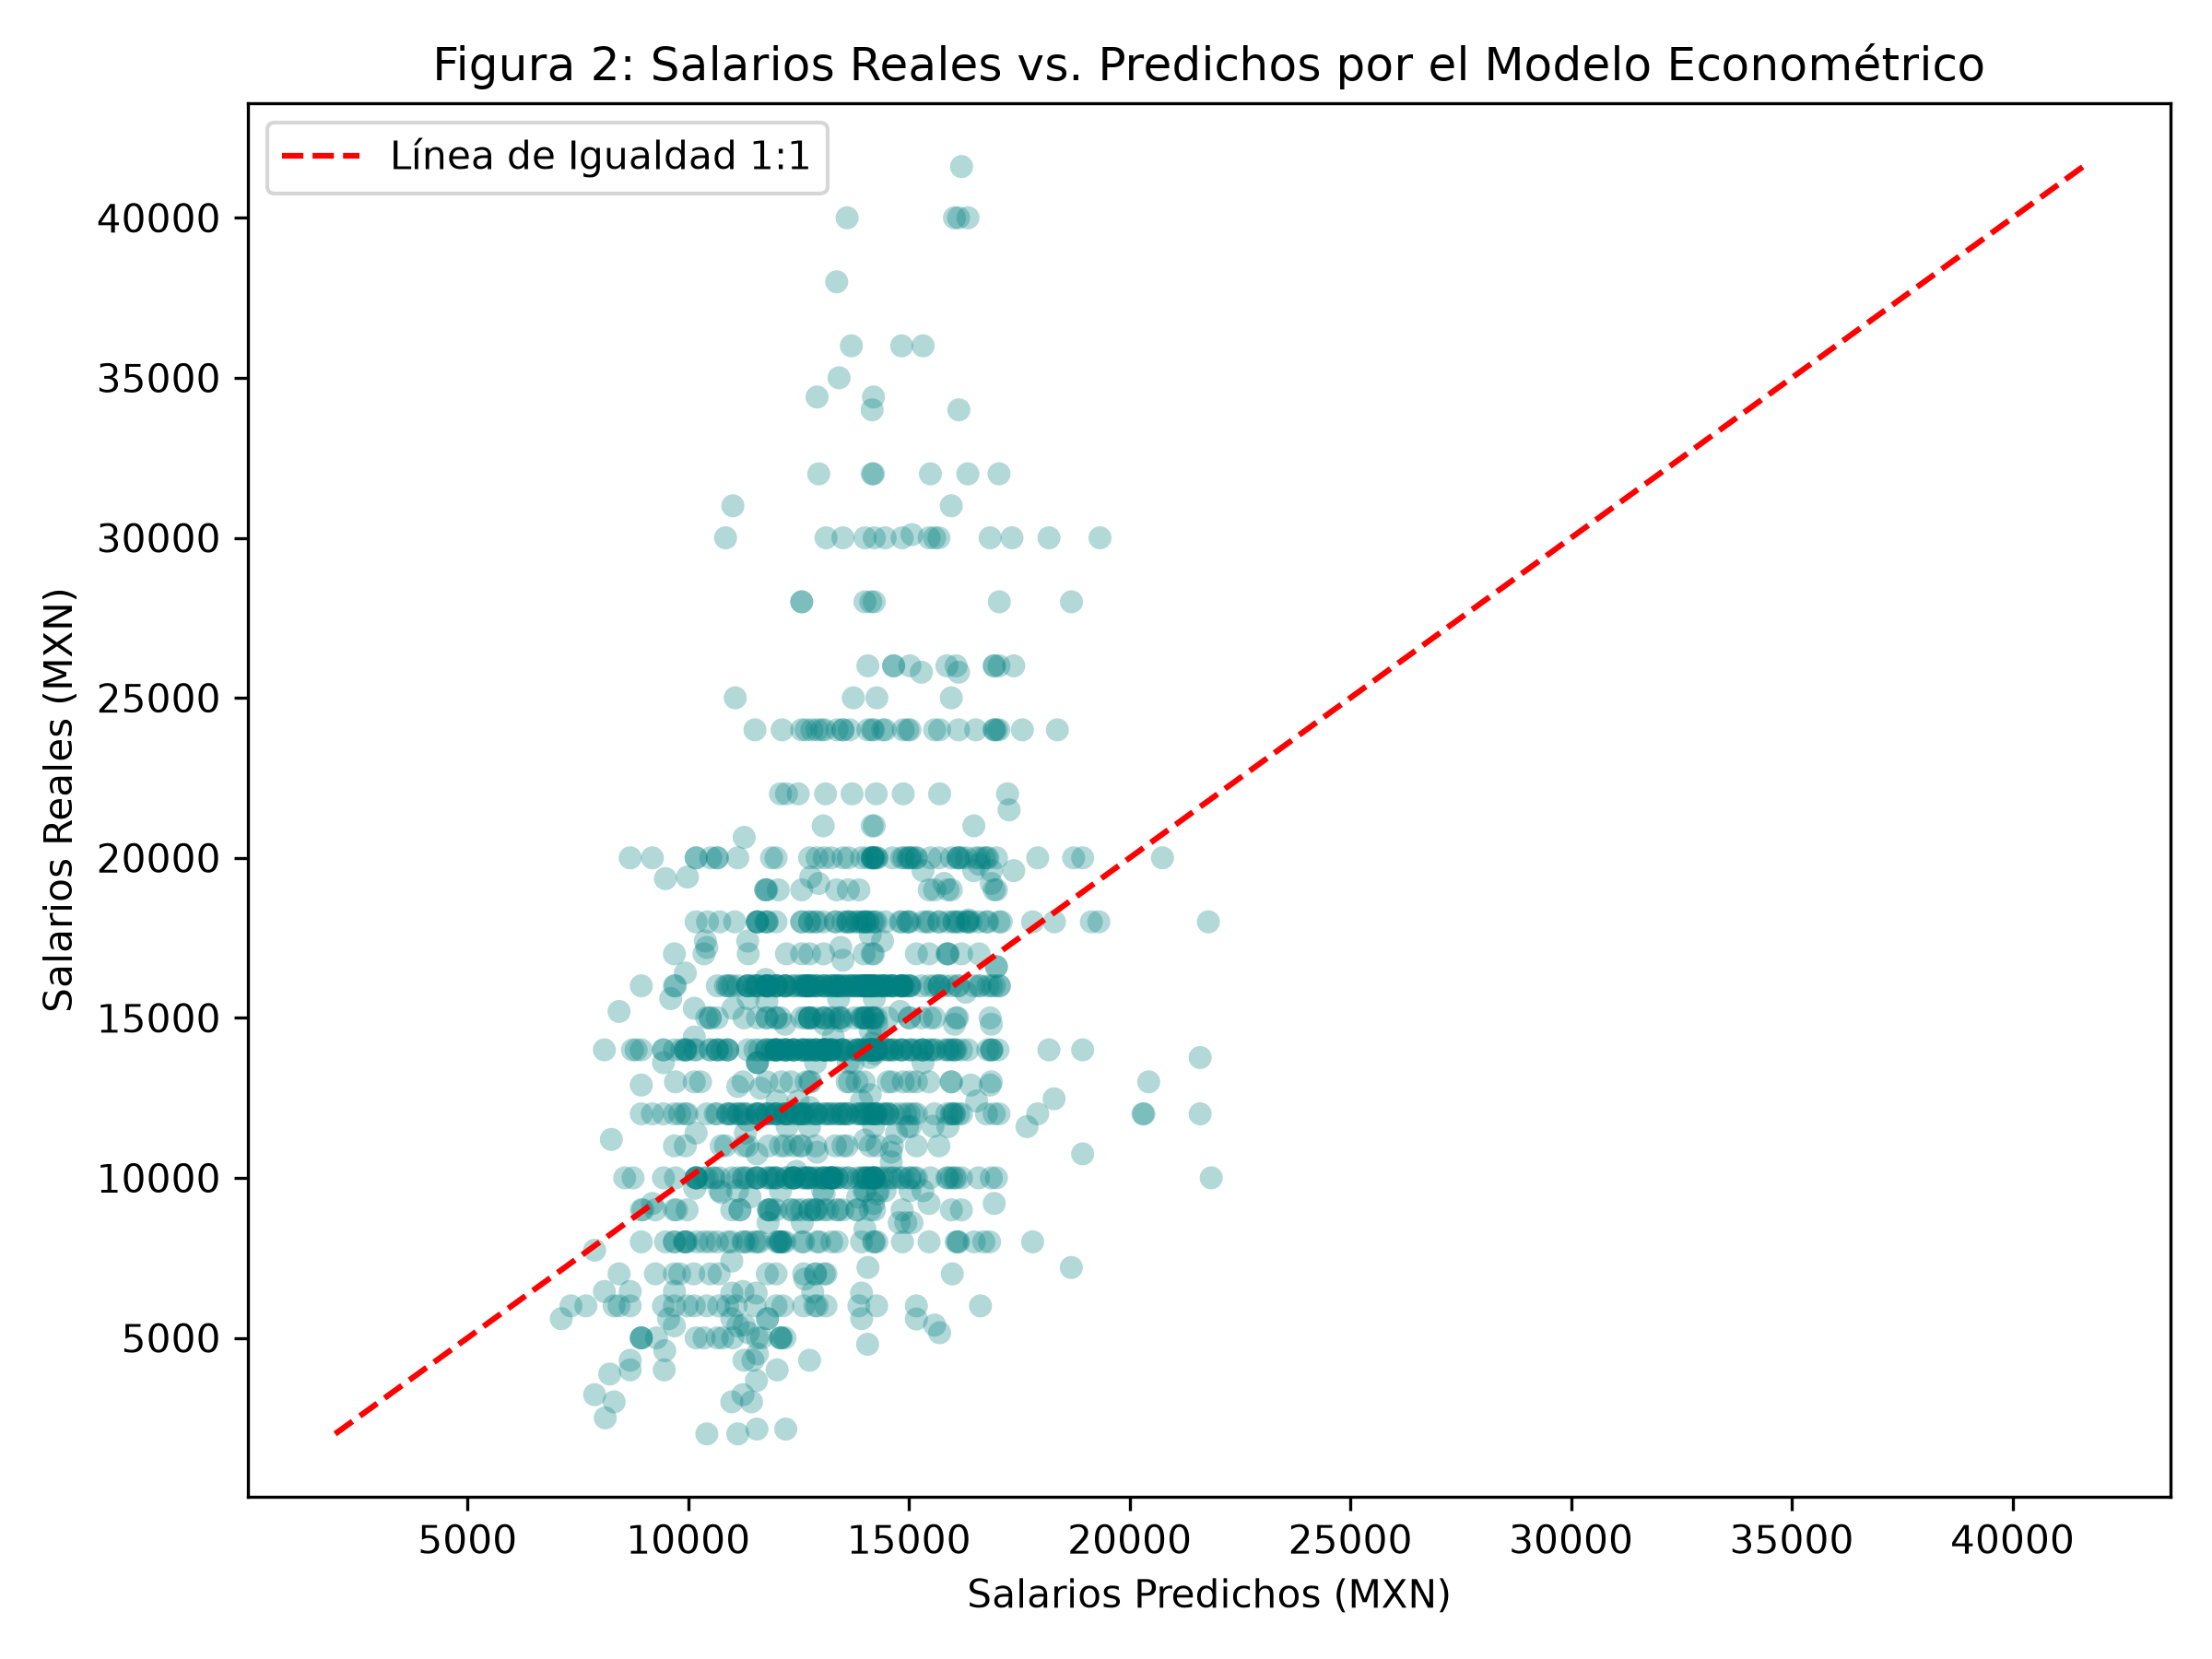 Figura 2: Salarios Reales vs. Predichos por el Modelo Econométrico
Línea de Igualdad 1:1
40000
35000
30000
25000
20000
15000
10000
5000
Salarios Reales (MXN)
5000 10000 15000 20000 25000 30000 35000 40000
Salarios Predichos (MXN)